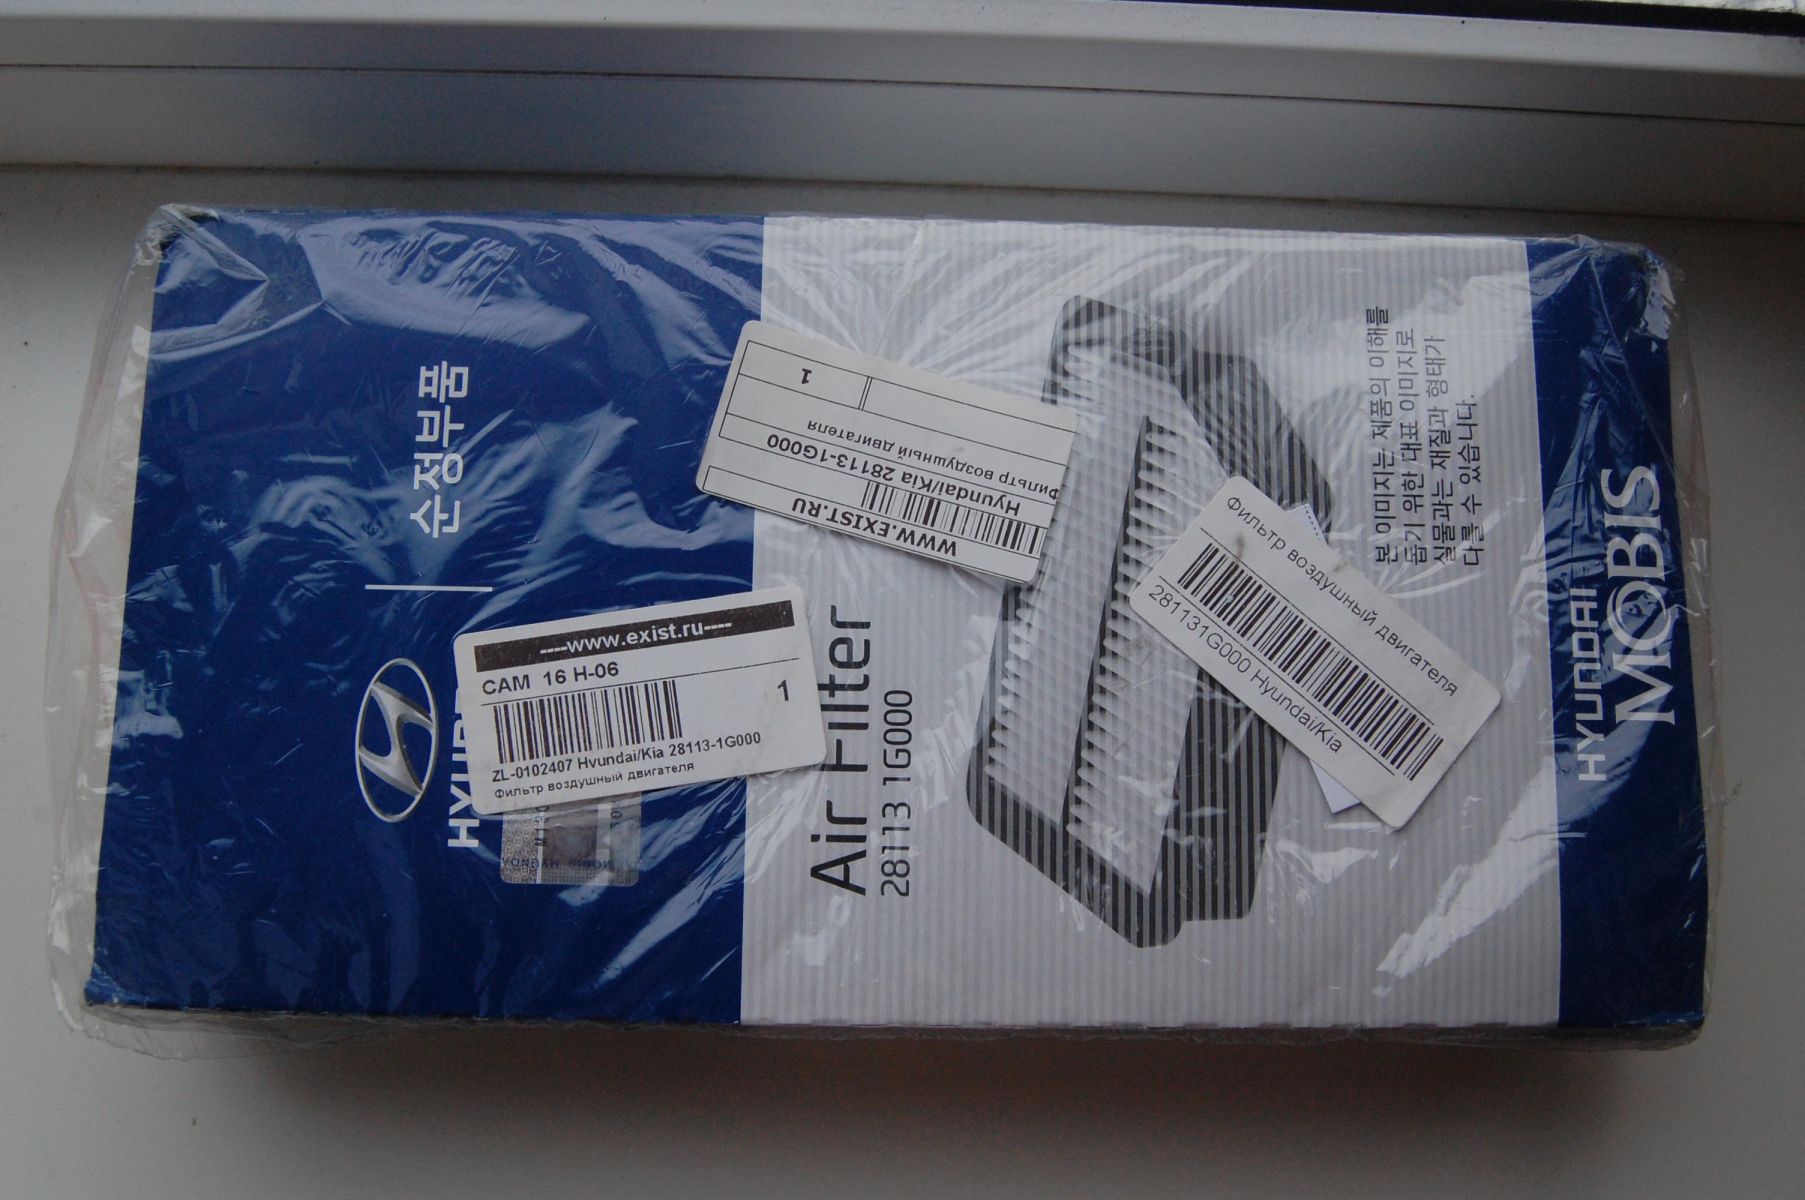 순정부품
Air Filter
28113 1G000
본 이미지는 제품의 이해를
돕기 위한 대표 이미지로
실물과는 재질과 형태가
다를 수 있습니다.
HYUNDAI
MOBIS
----www.exist.ru----
САМ 16 Н-06
1
ZL-0102407 Hyundai/Kia 28113-1G000
Фильтр воздушный двигателя
WWW.EXIST.RU
Hyundai/Kia 28113-1G000
Фильтр воздушный двигателя
1
Фильтр воздушный двигателя
281131G000 Hyundai/Kia
MOBIS HYUNDA